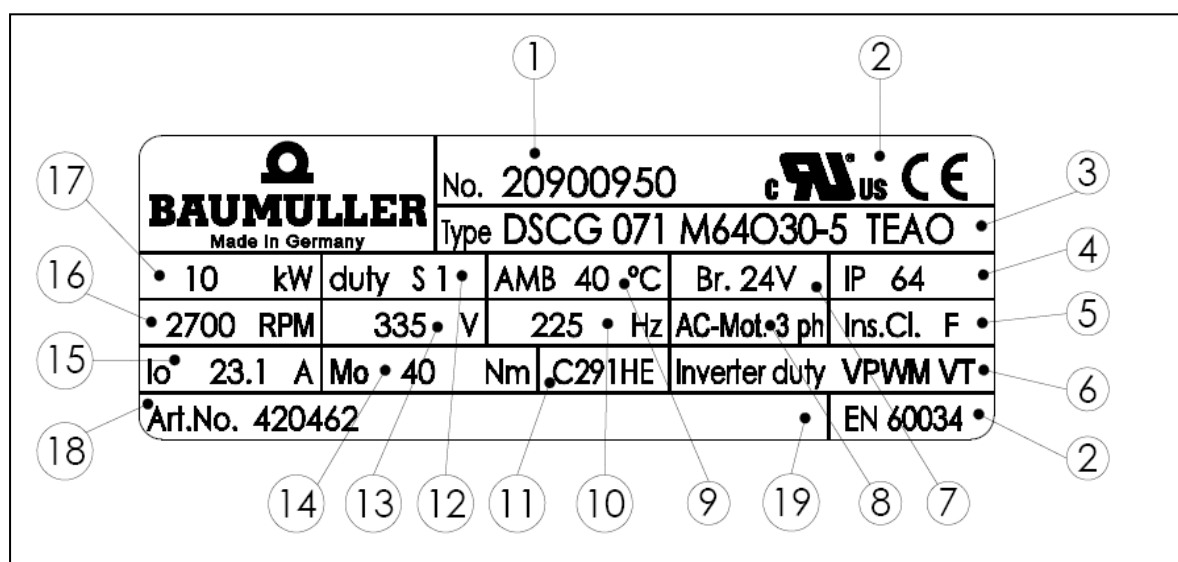 1 2
No. 20900950 c RU ® US CE
BAUMULLER
Made in Germany
Type DSCG 071 M64O30-5 TEAO 3
17 10 kW duty S 1 AMB 40 °C Br. 24V IP 64 4
16 2700 RPM 335 V 225 Hz AC-Mot. 3 ph Ins.Cl. F 5
15 Io 23.1 A Mo 40 Nm C291HE Inverter duty VPWM VT 6
18 Art.No. 420462 EN 60034 2
14 13 12 11 10 9 19 8 7